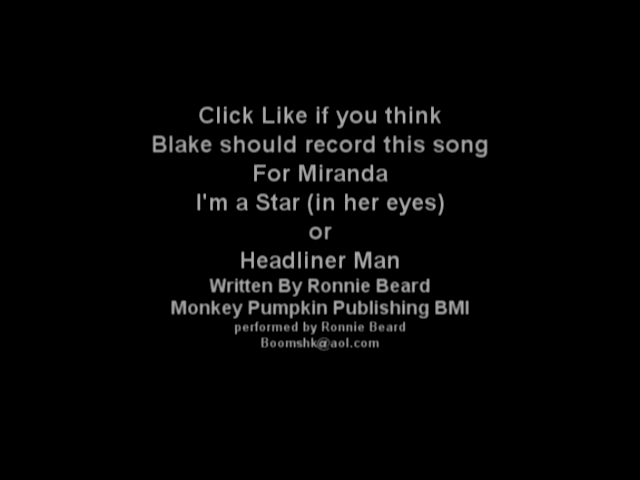 Click Like if you think
Blake should record this song
For Miranda
I'm a Star (in her eyes)
or
Headliner Man
Written By Ronnie Beard
Monkey Pumpkin Publishing BMI
performed by Ronnie Beard
Boomshk@aol.com